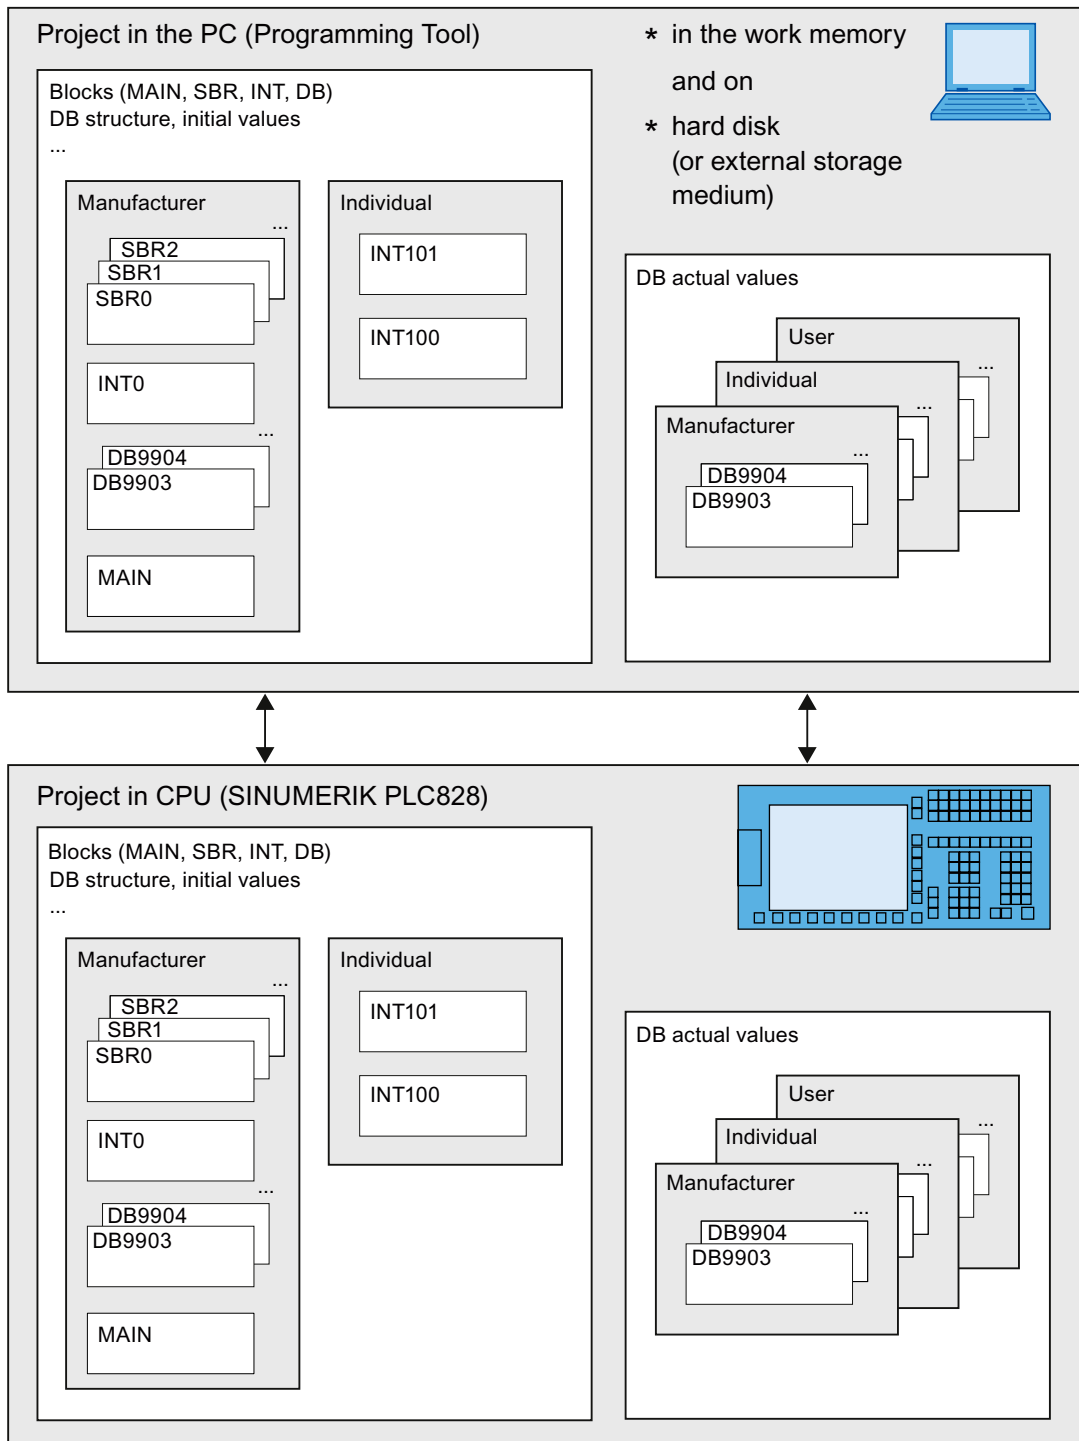 Project in the PC (Programming Tool)
* in the work memory
and on
* hard disk
(or external storage
medium)
Blocks (MAIN, SBR, INT, DB)
DB structure, initial values
...
Manufacturer
...
SBR2
SBR1
SBR0
INT0
...
DB9904
DB9903
MAIN
Individual
INT101
INT100
DB actual values
User
...
Individual
...
Manufacturer
...
DB9904
DB9903
Project in CPU (SINUMERIK PLC828)
Blocks (MAIN, SBR, INT, DB)
DB structure, initial values
...
Manufacturer
...
SBR2
SBR1
SBR0
INT0
...
DB9904
DB9903
MAIN
Individual
INT101
INT100
DB actual values
User
...
Individual
...
Manufacturer
...
DB9904
DB9903